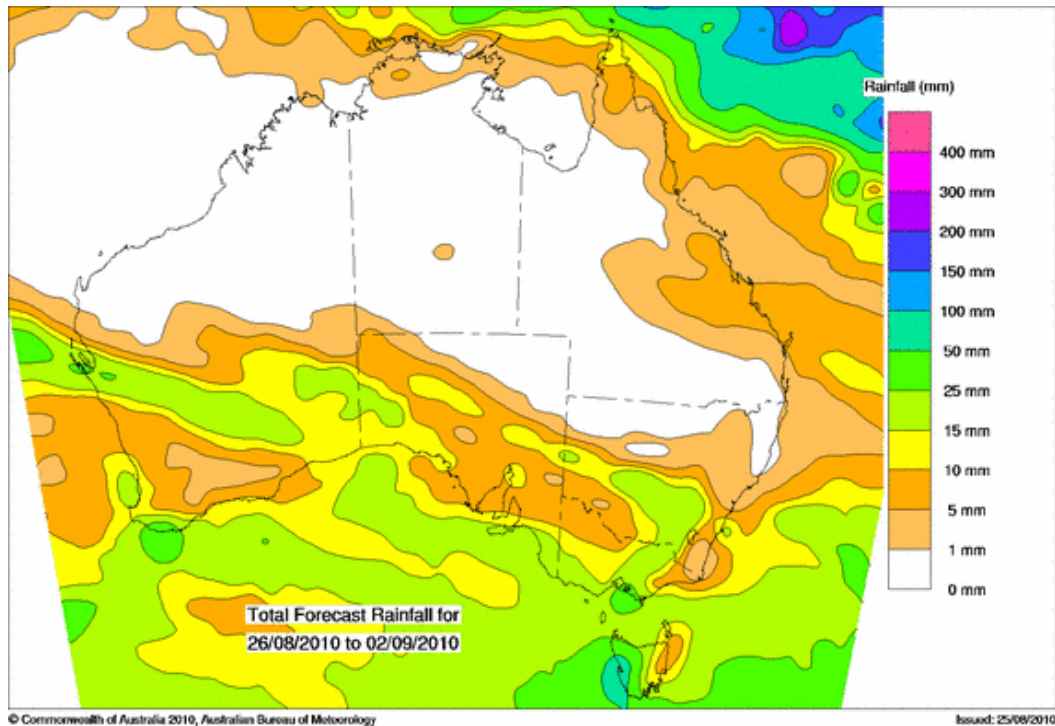 Rainfall (mm)
400 mm
300 mm
200 mm
150 mm
100 mm
50 mm
25 mm
15 mm
10 mm
5 mm
1 mm
0 mm
Total Forecast Rainfall for
26/08/2010 to 02/09/2010
© Commonwealth of Australia 2010, Australian Bureau of Meteorology
Issued: 25/08/2010